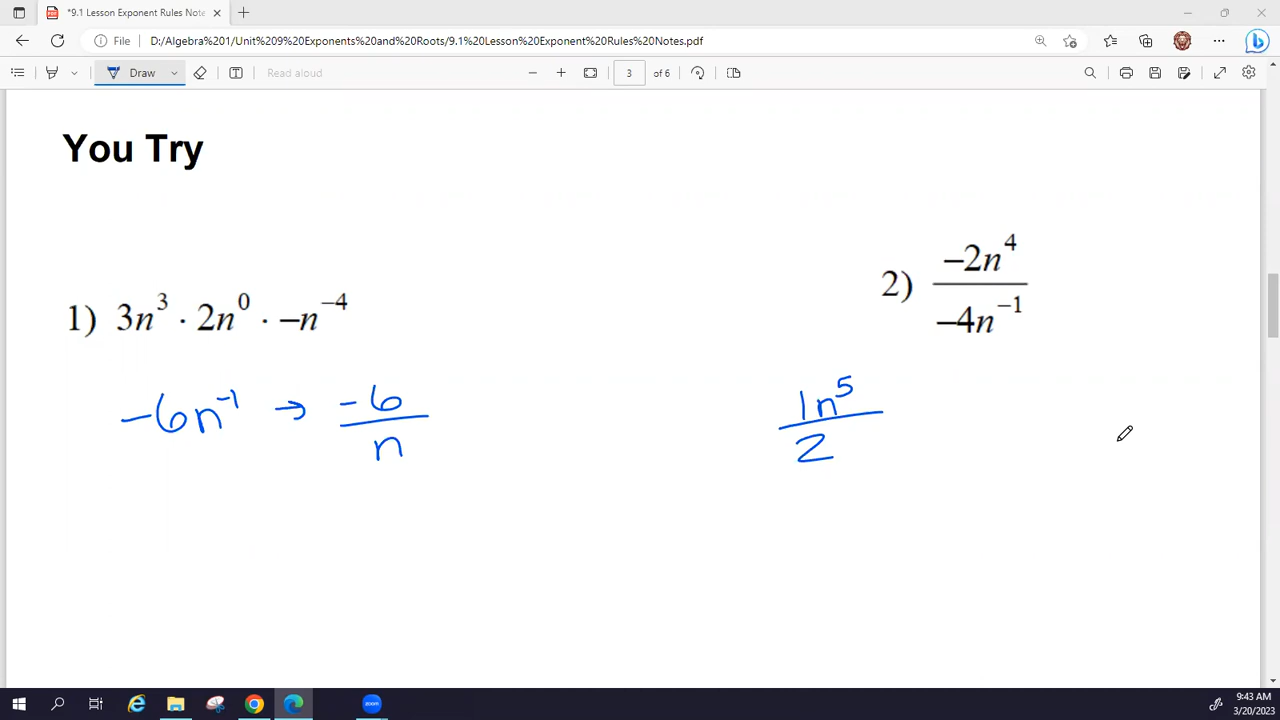 *9.1 Lesson Exponent Rules Note
File D:/Algebra%201/Unit%209%20Exponents%20and%20Roots/9.1%20Lesson%20Exponent%20Rules%20Notes.pdf
Draw Read aloud 3 of 6
You Try
1) 3n³ · 2n⁰ · −n⁻⁴
2) −2n⁴ / −4n⁻¹
−6n⁻¹ → −6 / n
1n⁵ / 2
zoom
9:43 AM
3/20/2023